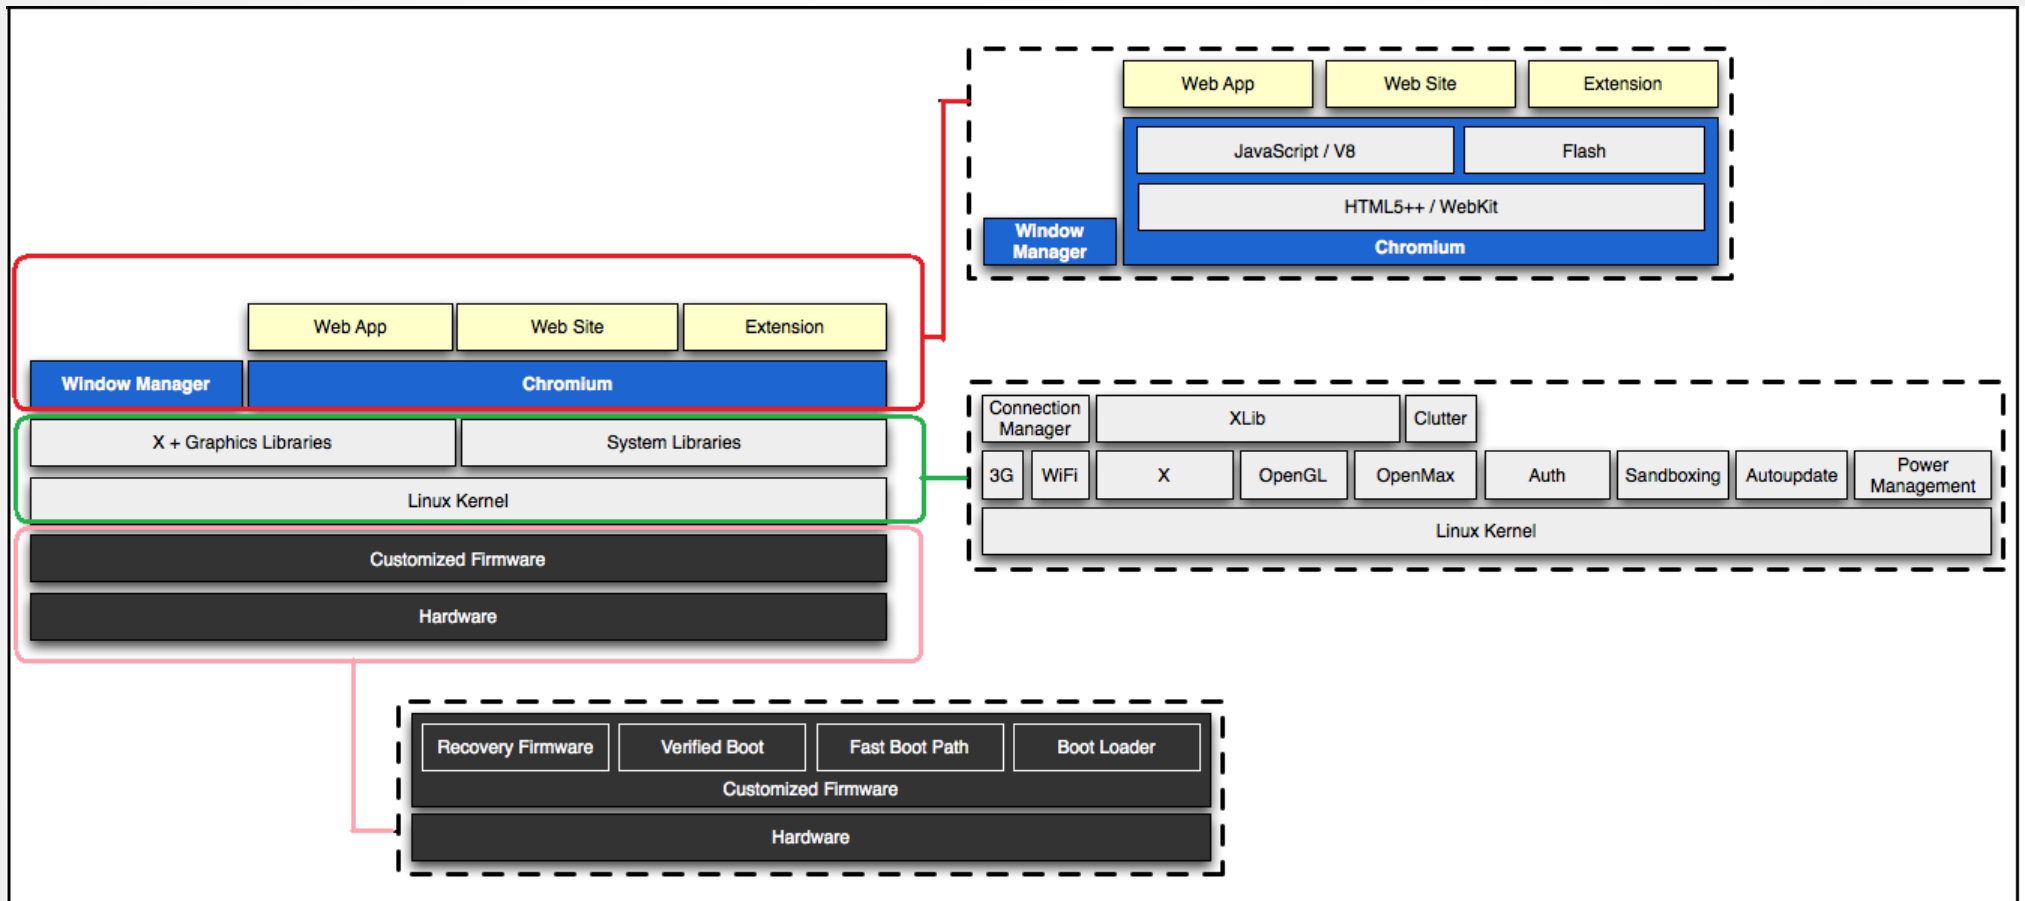 Web App
Web Site
Extension
JavaScript / V8
Flash
HTML5++ / WebKit
Window
Manager
Chromium
Web App
Web Site
Extension
Window Manager
Chromium
X + Graphics Libraries
System Libraries
Linux Kernel
Customized Firmware
Hardware
Connection
Manager
XLib
Clutter
3G
WiFi
X
OpenGL
OpenMax
Auth
Sandboxing
Autoupdate
Power
Management
Linux Kernel
Recovery Firmware
Verified Boot
Fast Boot Path
Boot Loader
Customized Firmware
Hardware